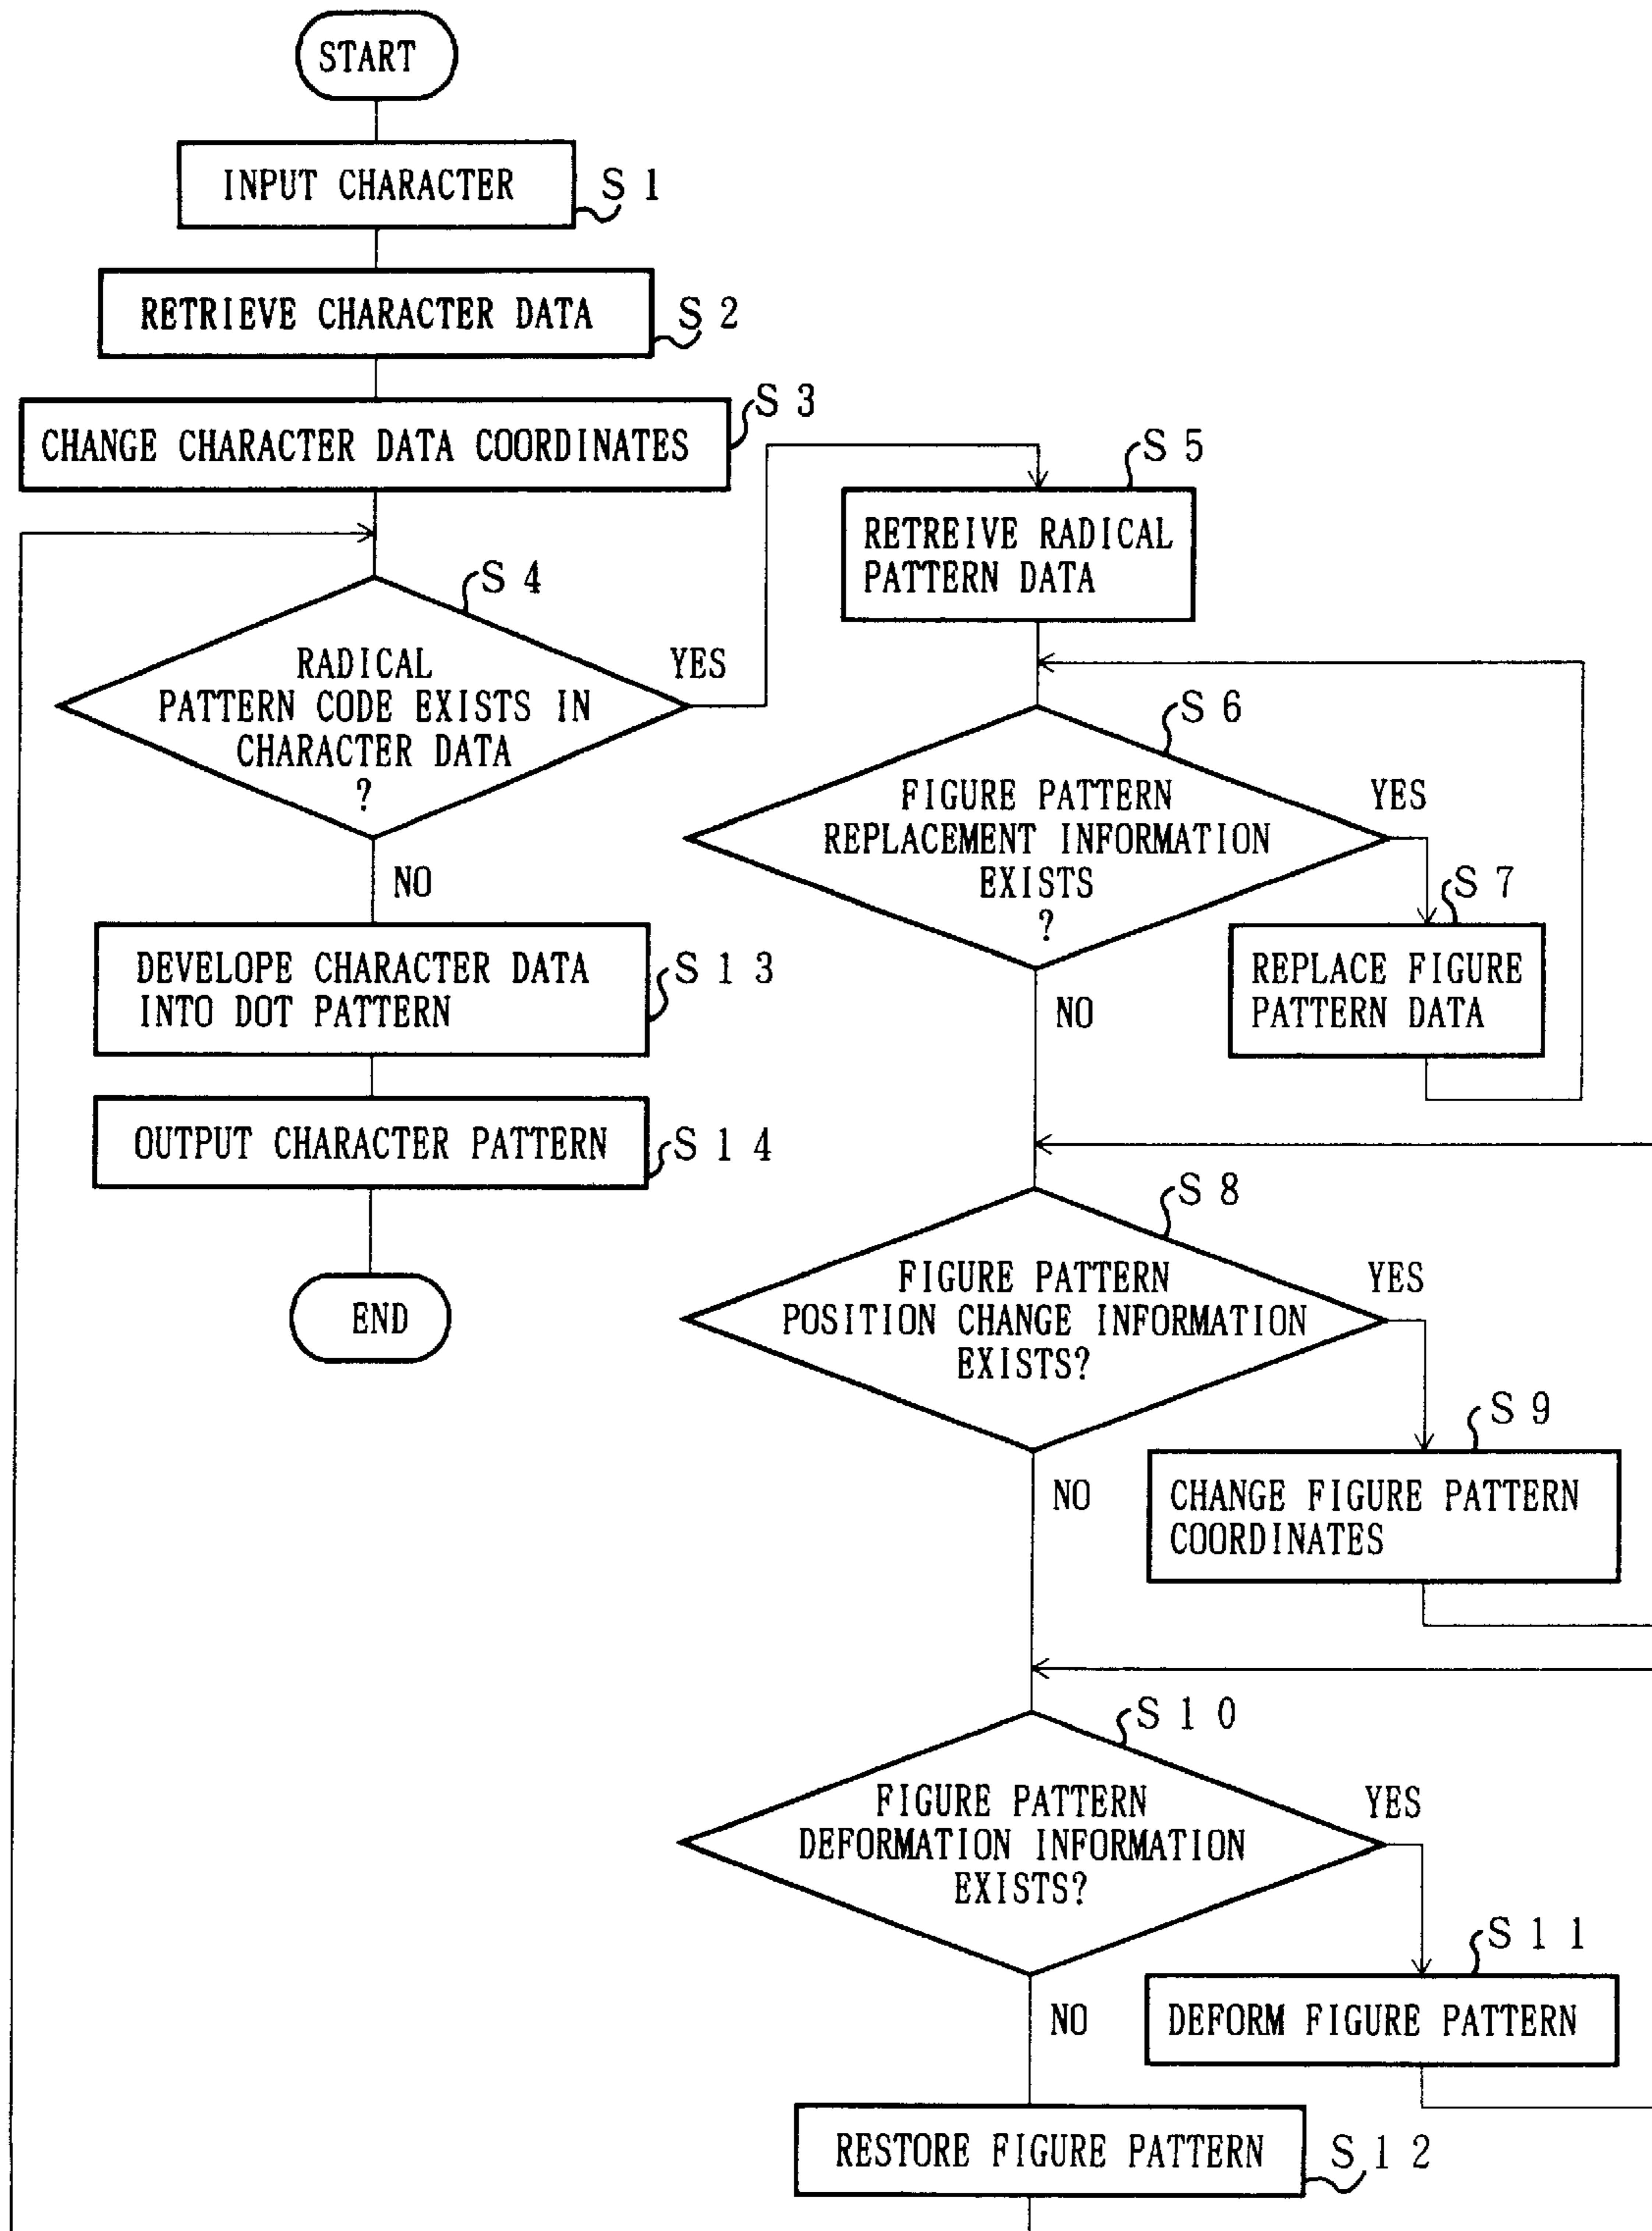 START
INPUT CHARACTER
S 1
RETRIEVE CHARACTER DATA
S 2
CHANGE CHARACTER DATA COORDINATES
S 3
S 4
RADICAL
PATTERN CODE EXISTS IN
CHARACTER DATA
?
YES
NO
DEVELOPE CHARACTER DATA
INTO DOT PATTERN
S 1 3
OUTPUT CHARACTER PATTERN
S 1 4
END
S 5
RETREIVE RADICAL
PATTERN DATA
S 6
FIGURE PATTERN
REPLACEMENT INFORMATION
EXISTS
?
YES
NO
S 7
REPLACE FIGURE
PATTERN DATA
S 8
FIGURE PATTERN
POSITION CHANGE INFORMATION
EXISTS?
YES
NO
S 9
CHANGE FIGURE PATTERN
COORDINATES
S 1 0
FIGURE PATTERN
DEFORMATION INFORMATION
EXISTS?
YES
NO
S 1 1
DEFORM FIGURE PATTERN
RESTORE FIGURE PATTERN
S 1 2